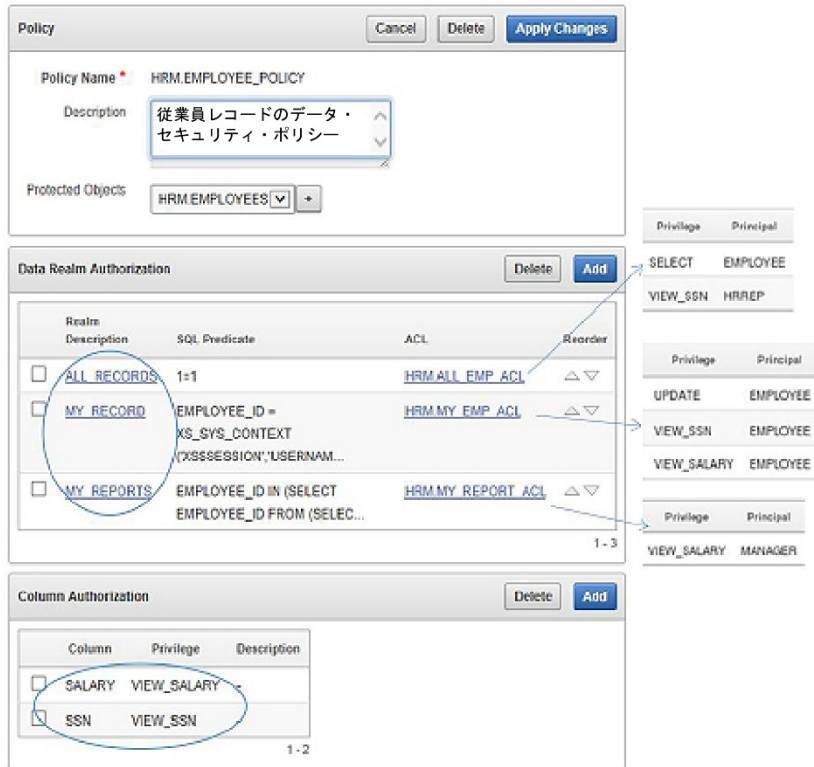 Policy
Cancel
Delete
Apply Changes
Policy Name * HRM.EMPLOYEE_POLICY
Description
従業員レコードのデータ・
セキュリティ・ポリシー
Protected Objects
HRM.EMPLOYEES
+
Data Realm Authorization
Delete
Add
Realm Description SQL Predicate ACL Reorder
ALL_RECORDS 1=1 HRM.ALL_EMP_ACL
MY_RECORD EMPLOYEE_ID = HRM.MY_EMP_ACL
XS_SYS_CONTEXT
('XS$SESSION','USERNAM...
MY_REPORTS EMPLOYEE_ID IN (SELECT HRM.MY_REPORT_ACL
EMPLOYEE_ID FROM (SELEC...
1 - 3
Privilege Principal
SELECT EMPLOYEE
VIEW_SSN HRREP
Privilege Principal
UPDATE EMPLOYEE
VIEW_SSN EMPLOYEE
VIEW_SALARY EMPLOYEE
Privilege Principal
VIEW_SALARY MANAGER
Column Authorization
Delete
Add
Column Privilege Description
SALARY VIEW_SALARY -
SSN VIEW_SSN -
1 - 2